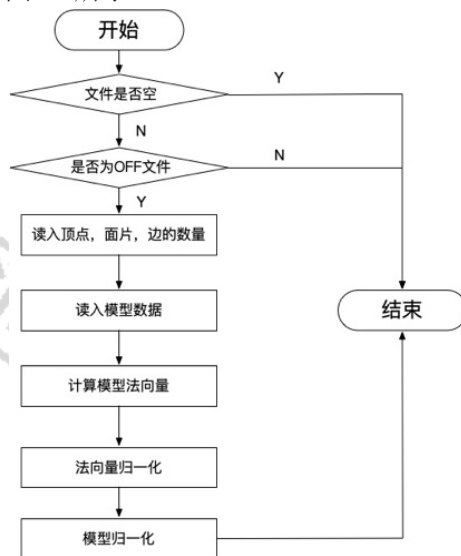 开始
文件是否空
Y
N
是否为OFF文件
N
Y
读入顶点，面片，边的数量
读入模型数据
结束
计算模型法向量
法向量归一化
模型归一化